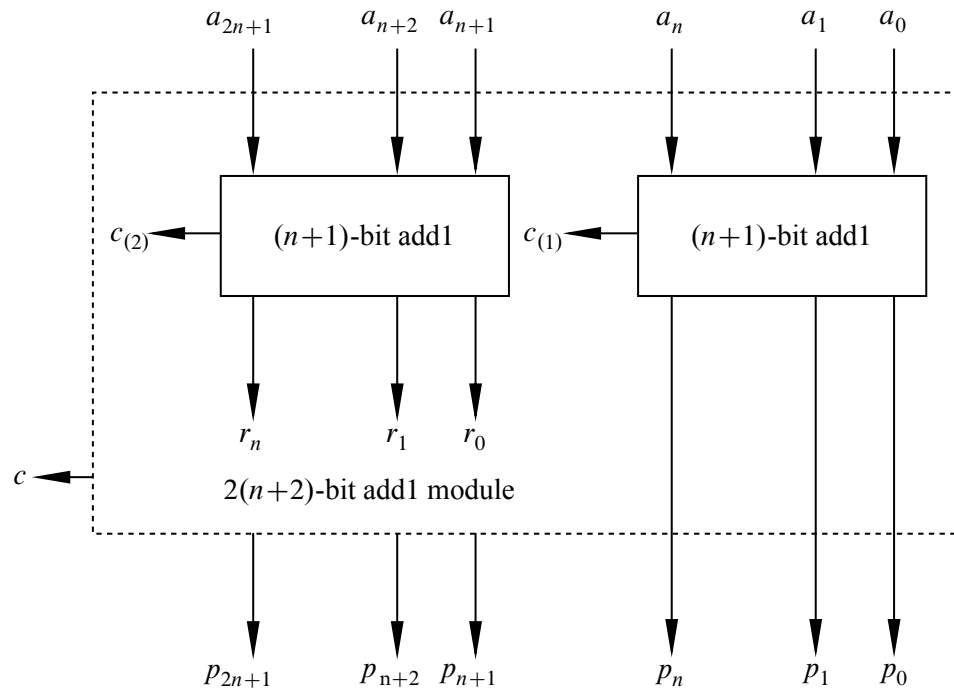 a_{2n+1} a_{n+2} a_{n+1} a_n a_1 a_0
c_{(2)} (n+1)-bit add1 c_{(1)} (n+1)-bit add1
r_n r_1 r_0
c 2(n+2)-bit add1 module
p_{2n+1} p_{n+2} p_{n+1} p_n p_1 p_0